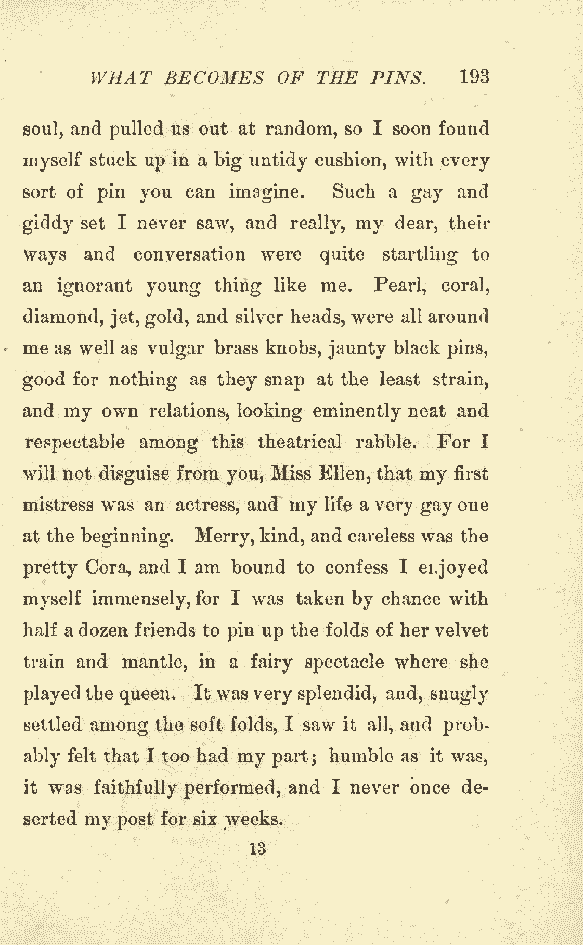 WHAT BECOMES OF THE PINS. 193
soul, and pulled us out at random, so I soon found
myself stuck up in a big untidy cushion, with every
sort of pin you can imagine. Such a gay and
giddy set I never saw, and really, my dear, their
ways and conversation were quite startling to
an ignorant young thing like me. Pearl, coral,
diamond, jet, gold, and silver heads, were all around
me as well as vulgar brass knobs, jaunty black pins,
good for nothing as they snap at the least strain,
and my own relations, looking eminently neat and
respectable among this theatrical rabble. For I
will not disguise from you, Miss Ellen, that my first
mistress was an actress, and my life a very gay one
at the beginning. Merry, kind, and careless was the
pretty Cora, and I am bound to confess I enjoyed
myself immensely, for I was taken by chance with
half a dozen friends to pin up the folds of her velvet
train and mantle, in a fairy spectacle where she
played the queen. It was very splendid, and, snugly
settled among the soft folds, I saw it all, and prob-
ably felt that I too had my part; humble as it was,
it was faithfully performed, and I never once de-
serted my post for six weeks.
13